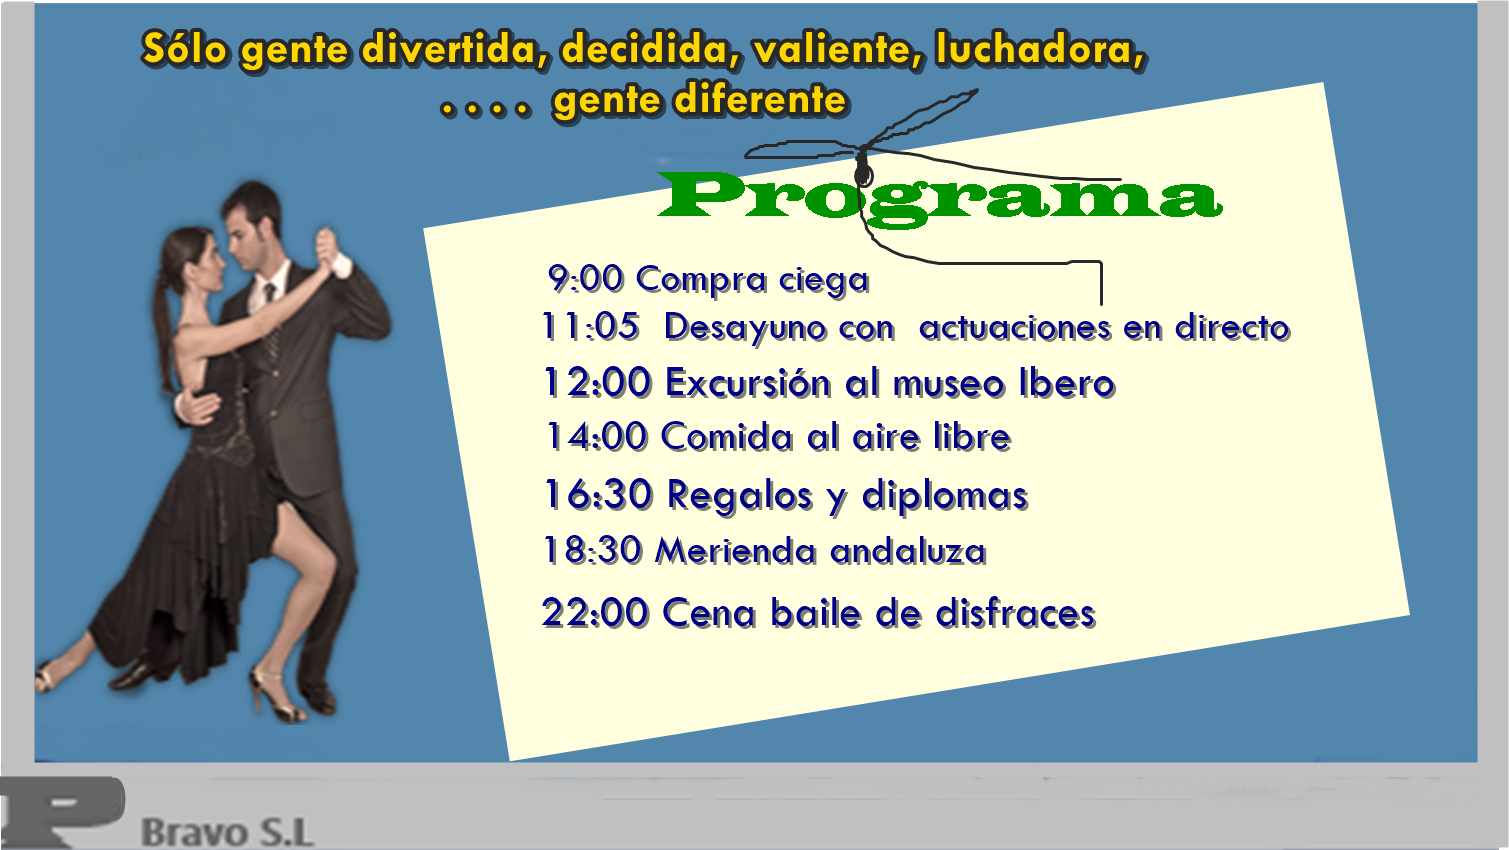 Sólo gente divertida, decidida, valiente, luchadora,
. . . . gente diferente
Programa
9:00 Compra ciega
11:05 Desayuno con actuaciones en directo
12:00 Excursión al museo Ibero
14:00 Comida al aire libre
16:30 Regalos y diplomas
18:30 Merienda andaluza
22:00 Cena baile de disfraces
P
Bravo S.L